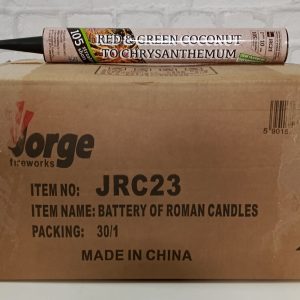 105
RED & GREEN COCONUT
TO CHRYSANTHEMUM
Jorge
fireworks
ITEM NO: JRC23
ITEM NAME: BATTERY OF ROMAN CANDLES
PACKING: 30/1
MADE IN CHINA